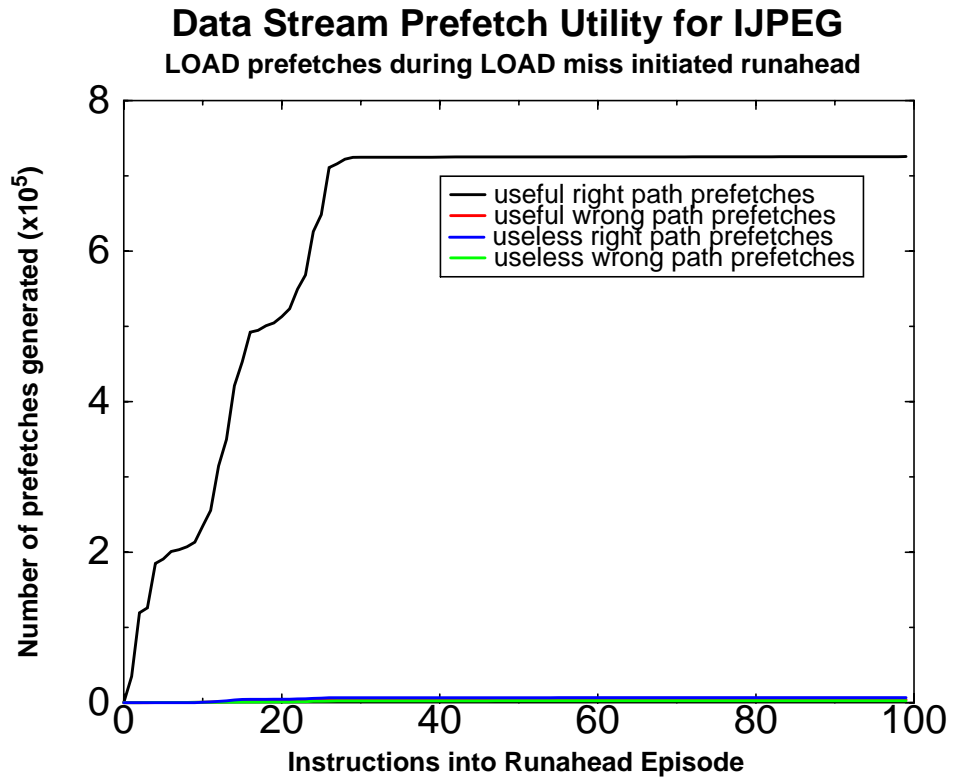 Data Stream Prefetch Utility for IJPEG
LOAD prefetches during LOAD miss initiated runahead
Number of prefetches generated (x10⁵)
8
6
4
2
0
useful right path prefetches
useful wrong path prefetches
useless right path prefetches
useless wrong path prefetches
0 20 40 60 80 100
Instructions into Runahead Episode